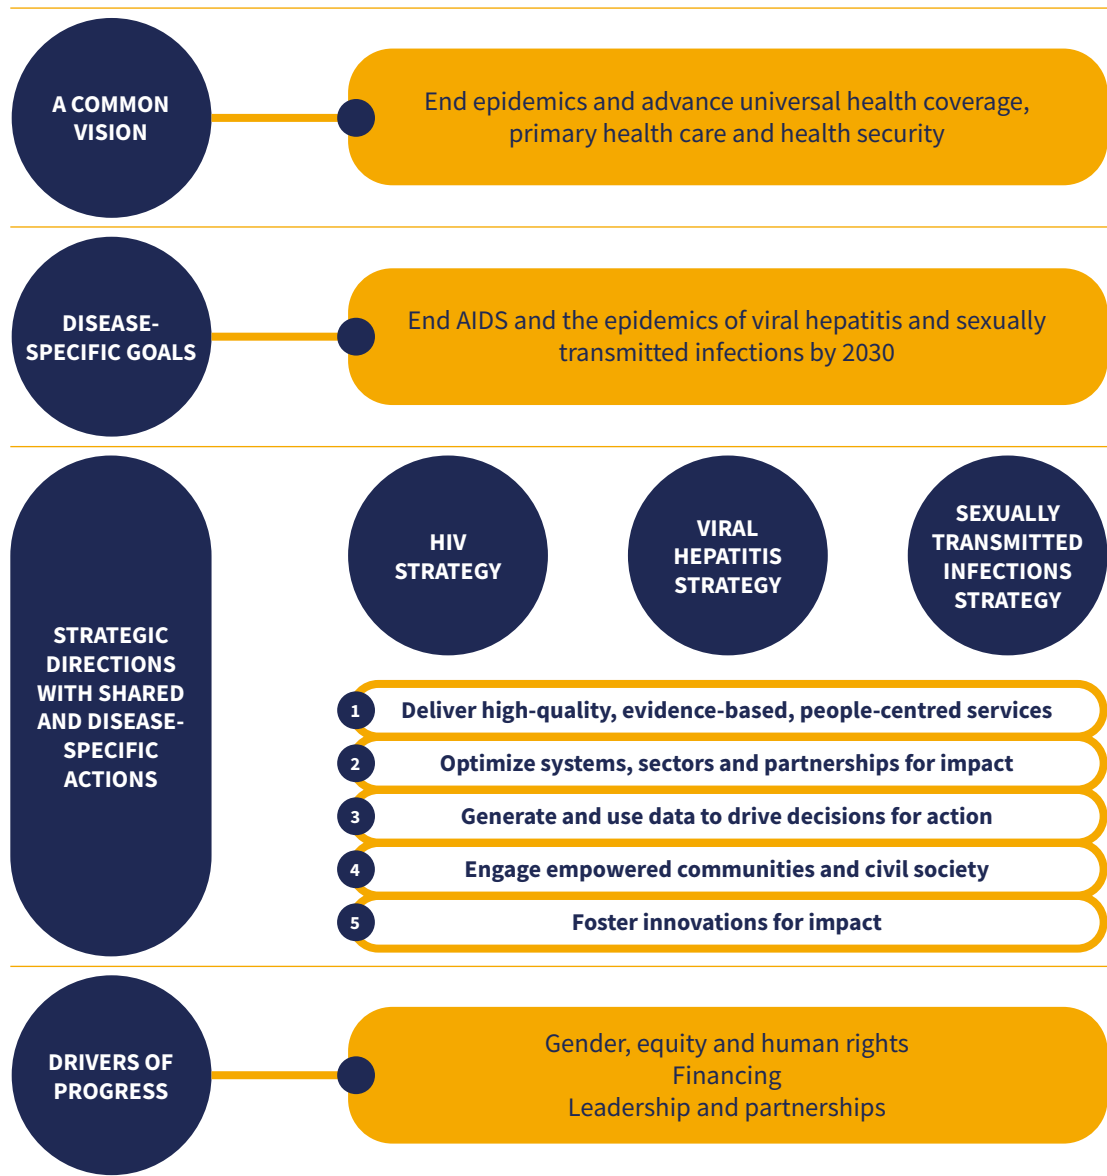 A COMMON
VISION
End epidemics and advance universal health coverage,
primary health care and health security
DISEASE-
SPECIFIC GOALS
End AIDS and the epidemics of viral hepatitis and sexually
transmitted infections by 2030
STRATEGIC
DIRECTIONS
WITH SHARED
AND DISEASE-
SPECIFIC
ACTIONS
HIV
STRATEGY
VIRAL
HEPATITIS
STRATEGY
SEXUALLY
TRANSMITTED
INFECTIONS
STRATEGY
1 Deliver high-quality, evidence-based, people-centred services
2 Optimize systems, sectors and partnerships for impact
3 Generate and use data to drive decisions for action
4 Engage empowered communities and civil society
5 Foster innovations for impact
DRIVERS OF
PROGRESS
Gender, equity and human rights
Financing
Leadership and partnerships